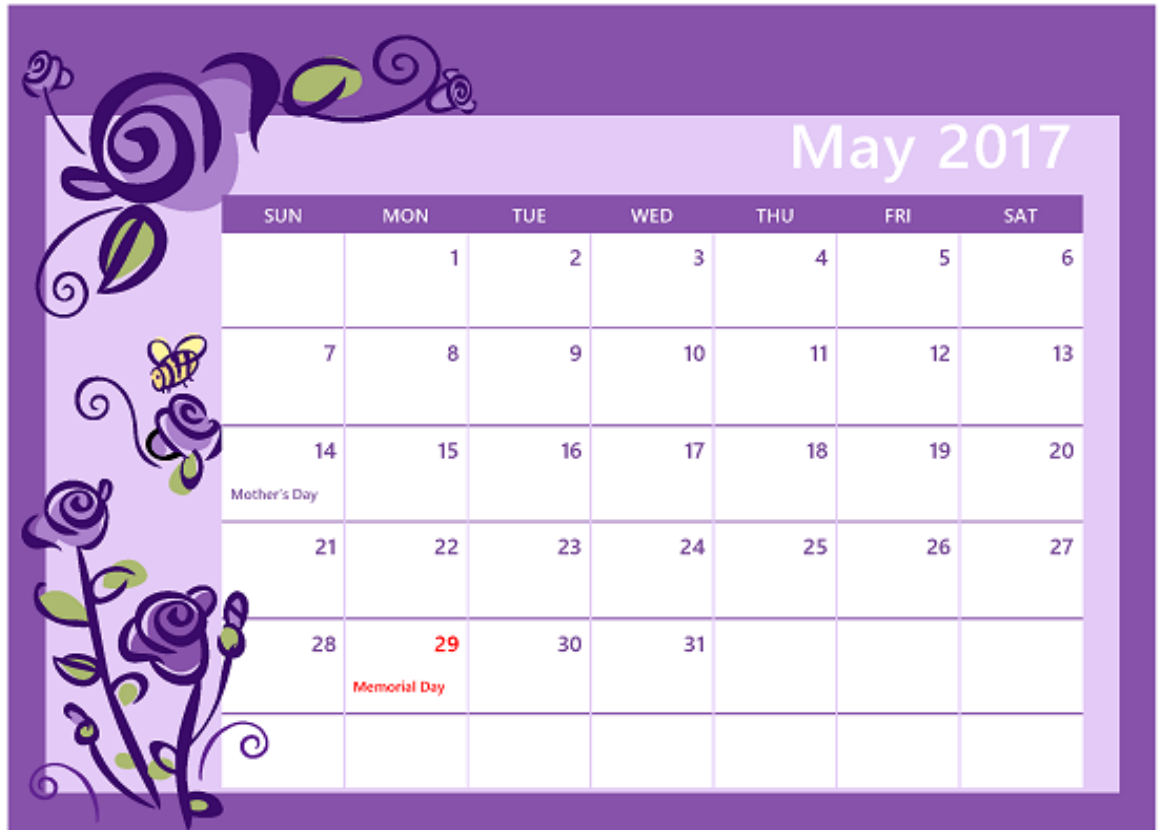 May 2017
SUN MON TUE WED THU FRI SAT
1 2 3 4 5 6
7 8 9 10 11 12 13
14 15 16 17 18 19 20
Mother's Day
21 22 23 24 25 26 27
28 29 30 31
Memorial Day